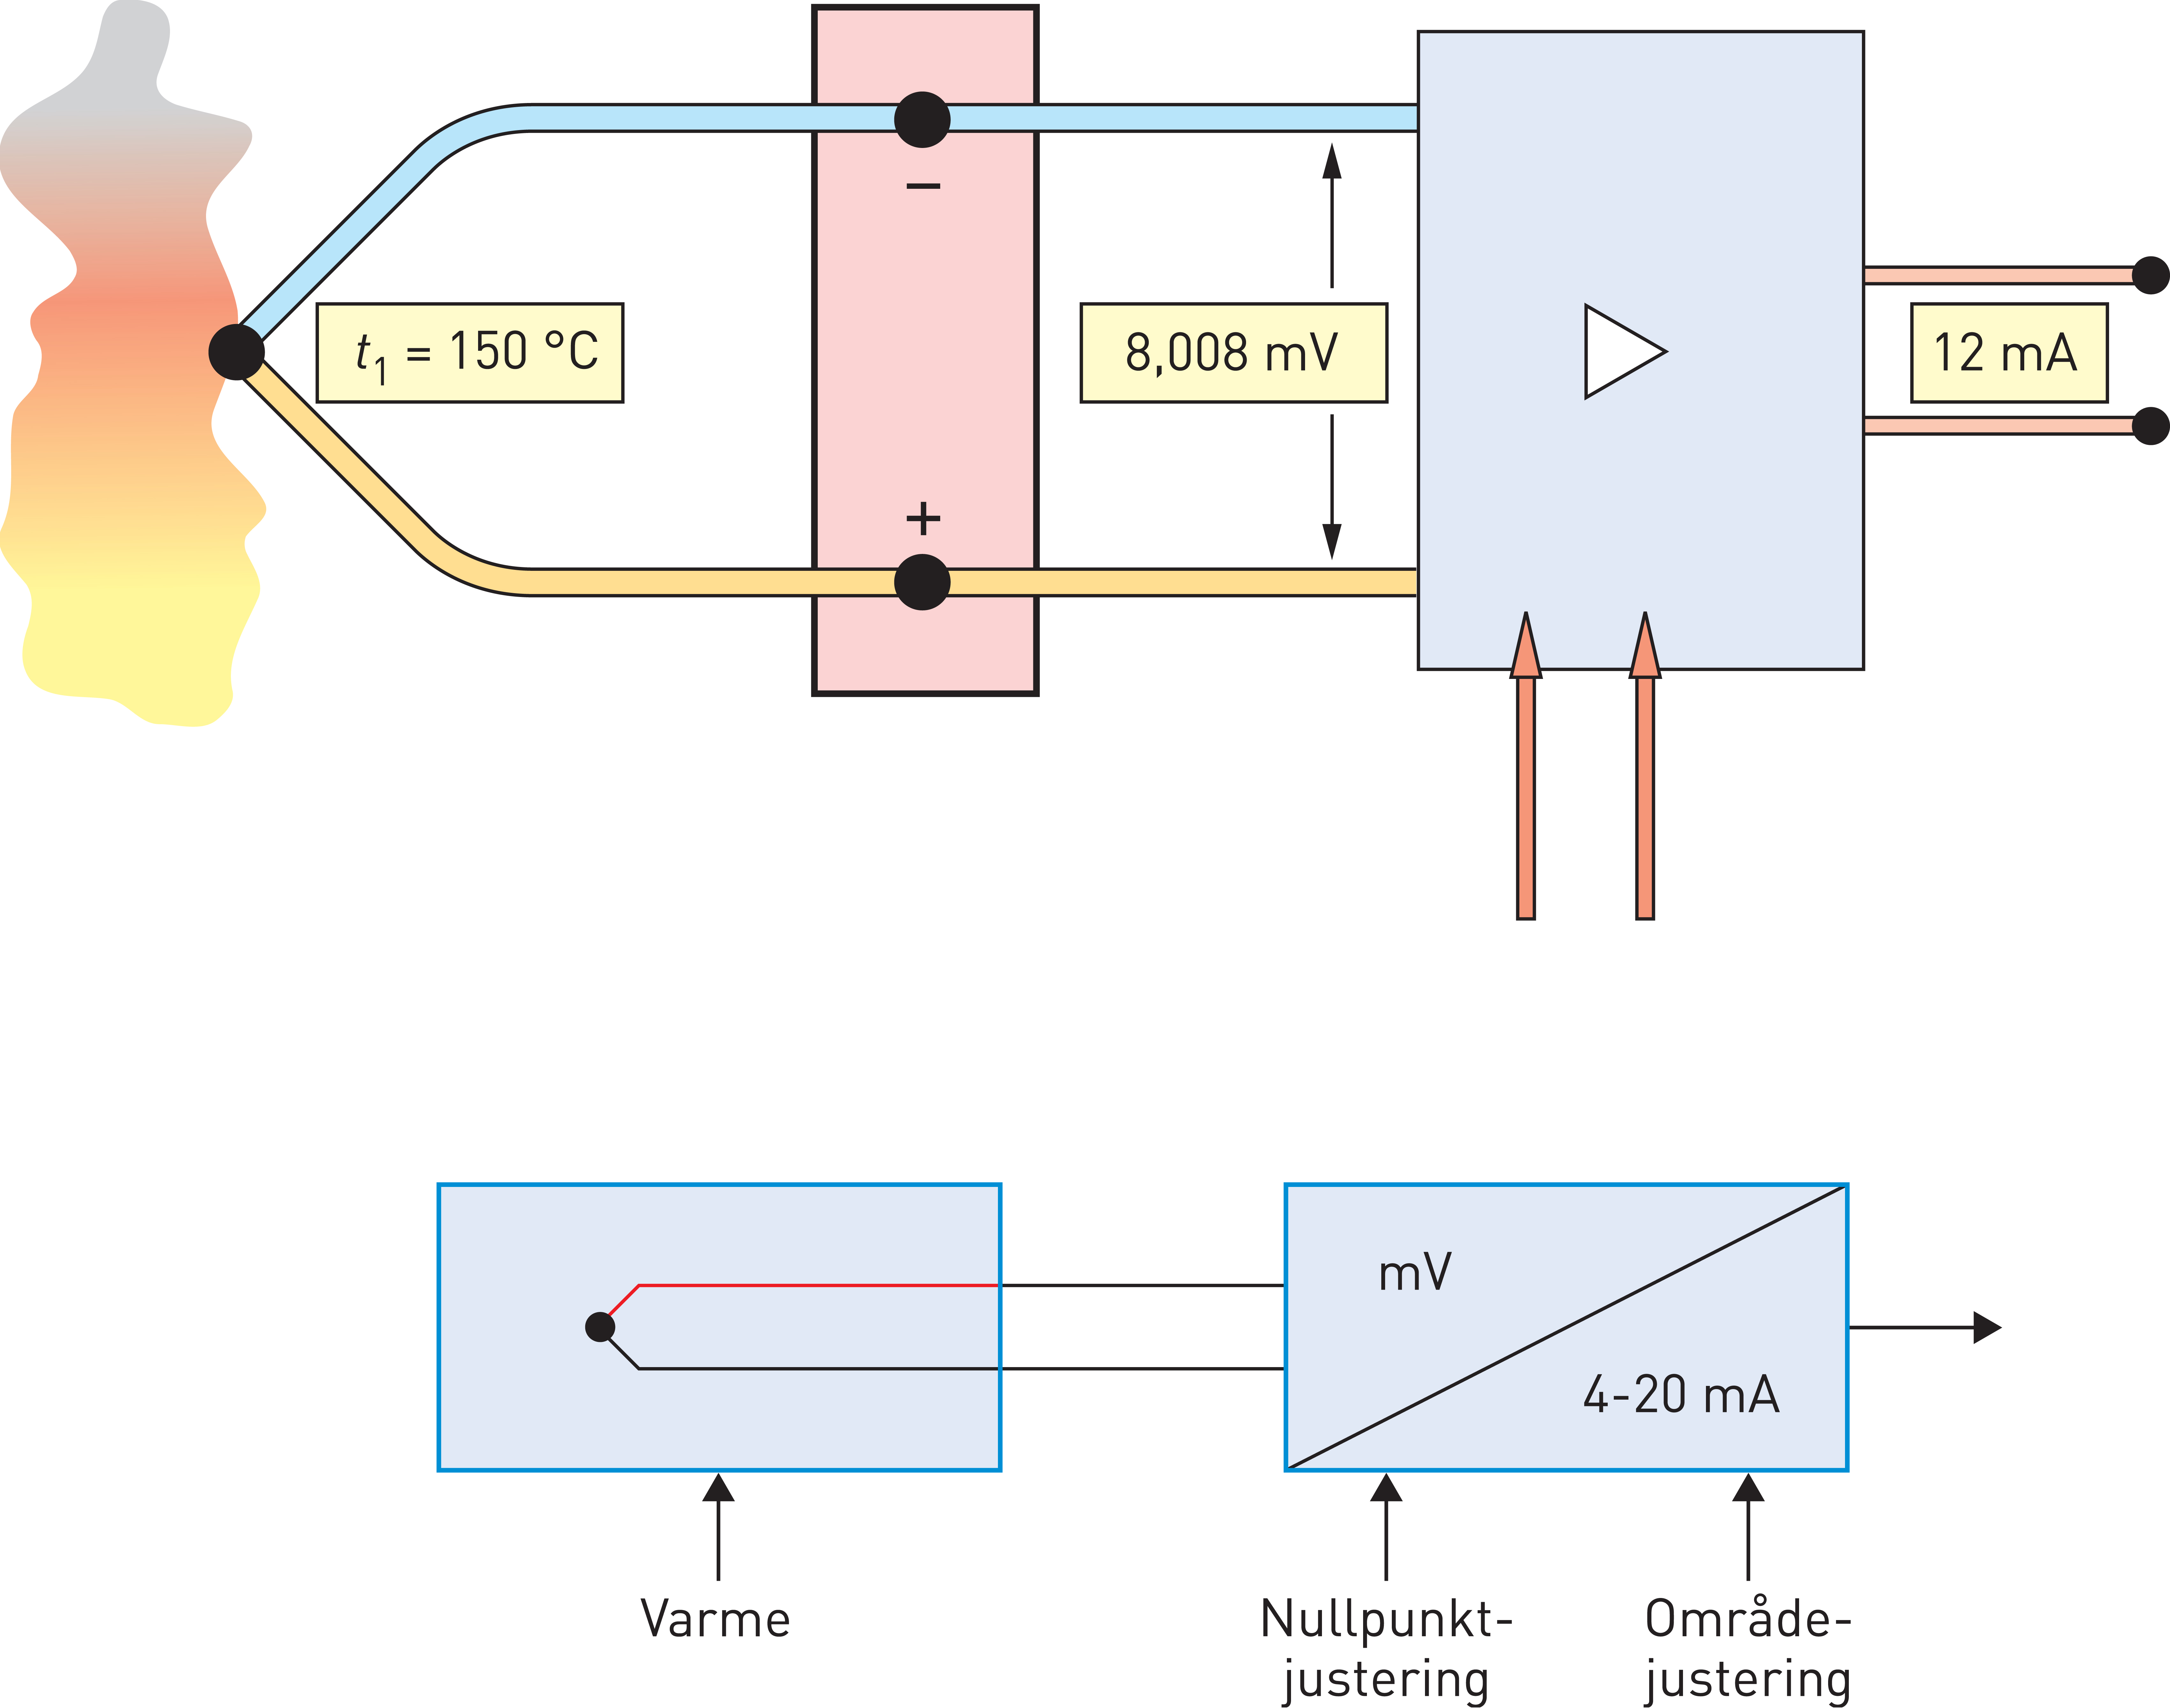 −
t1 = 150 °C
8,008 mV
12 mA
+
mV
4-20 mA
Varme
Nullpunkt-
justering
Område-
justering